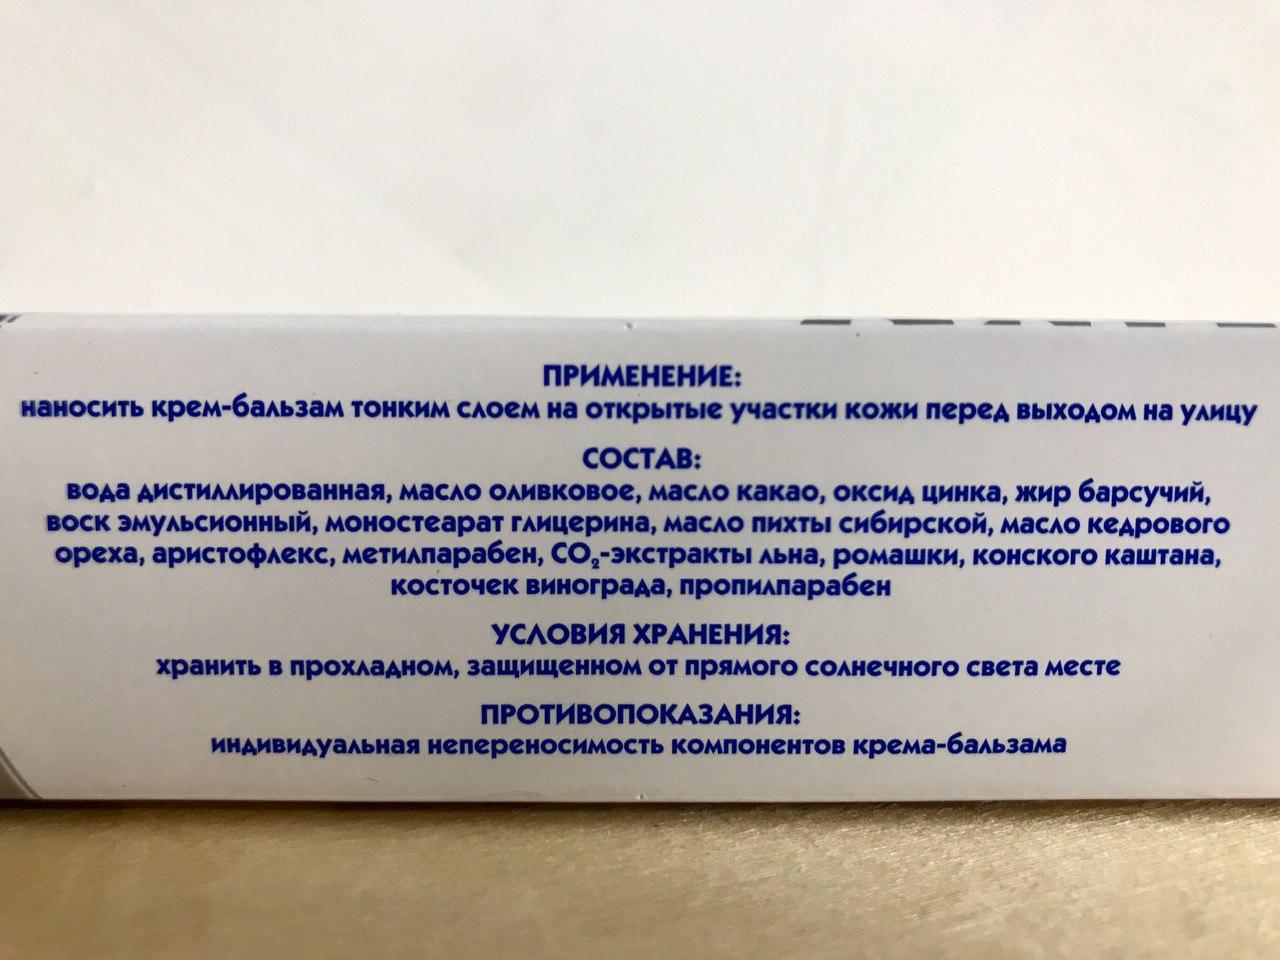 ПРИМЕНЕНИЕ:
наносить крем-бальзам тонким слоем на открытые участки кожи перед выходом на улицу
СОСТАВ:
вода дистиллированная, масло оливковое, масло какао, оксид цинка, жир барсучий,
воск эмульсионный, моностеарат глицерина, масло пихты сибирской, масло кедрового
ореха, аристофлекс, метилпарабен, CO₂-экстракты льна, ромашки, конского каштана,
косточек винограда, пропилпарабен
УСЛОВИЯ ХРАНЕНИЯ:
хранить в прохладном, защищенном от прямого солнечного света месте
ПРОТИВОПОКАЗАНИЯ:
индивидуальная непереносимость компонентов крема-бальзама